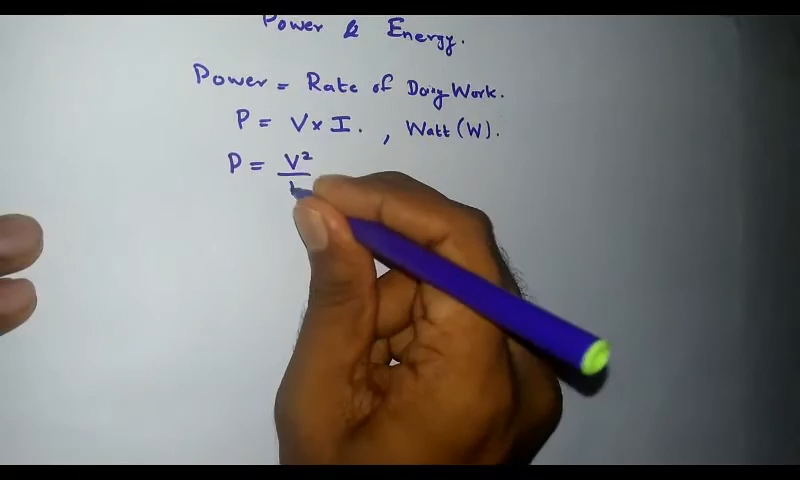 Power & Energy.
Power = Rate of Doing Work.
P = V × I. , Watt (W).
P = V²